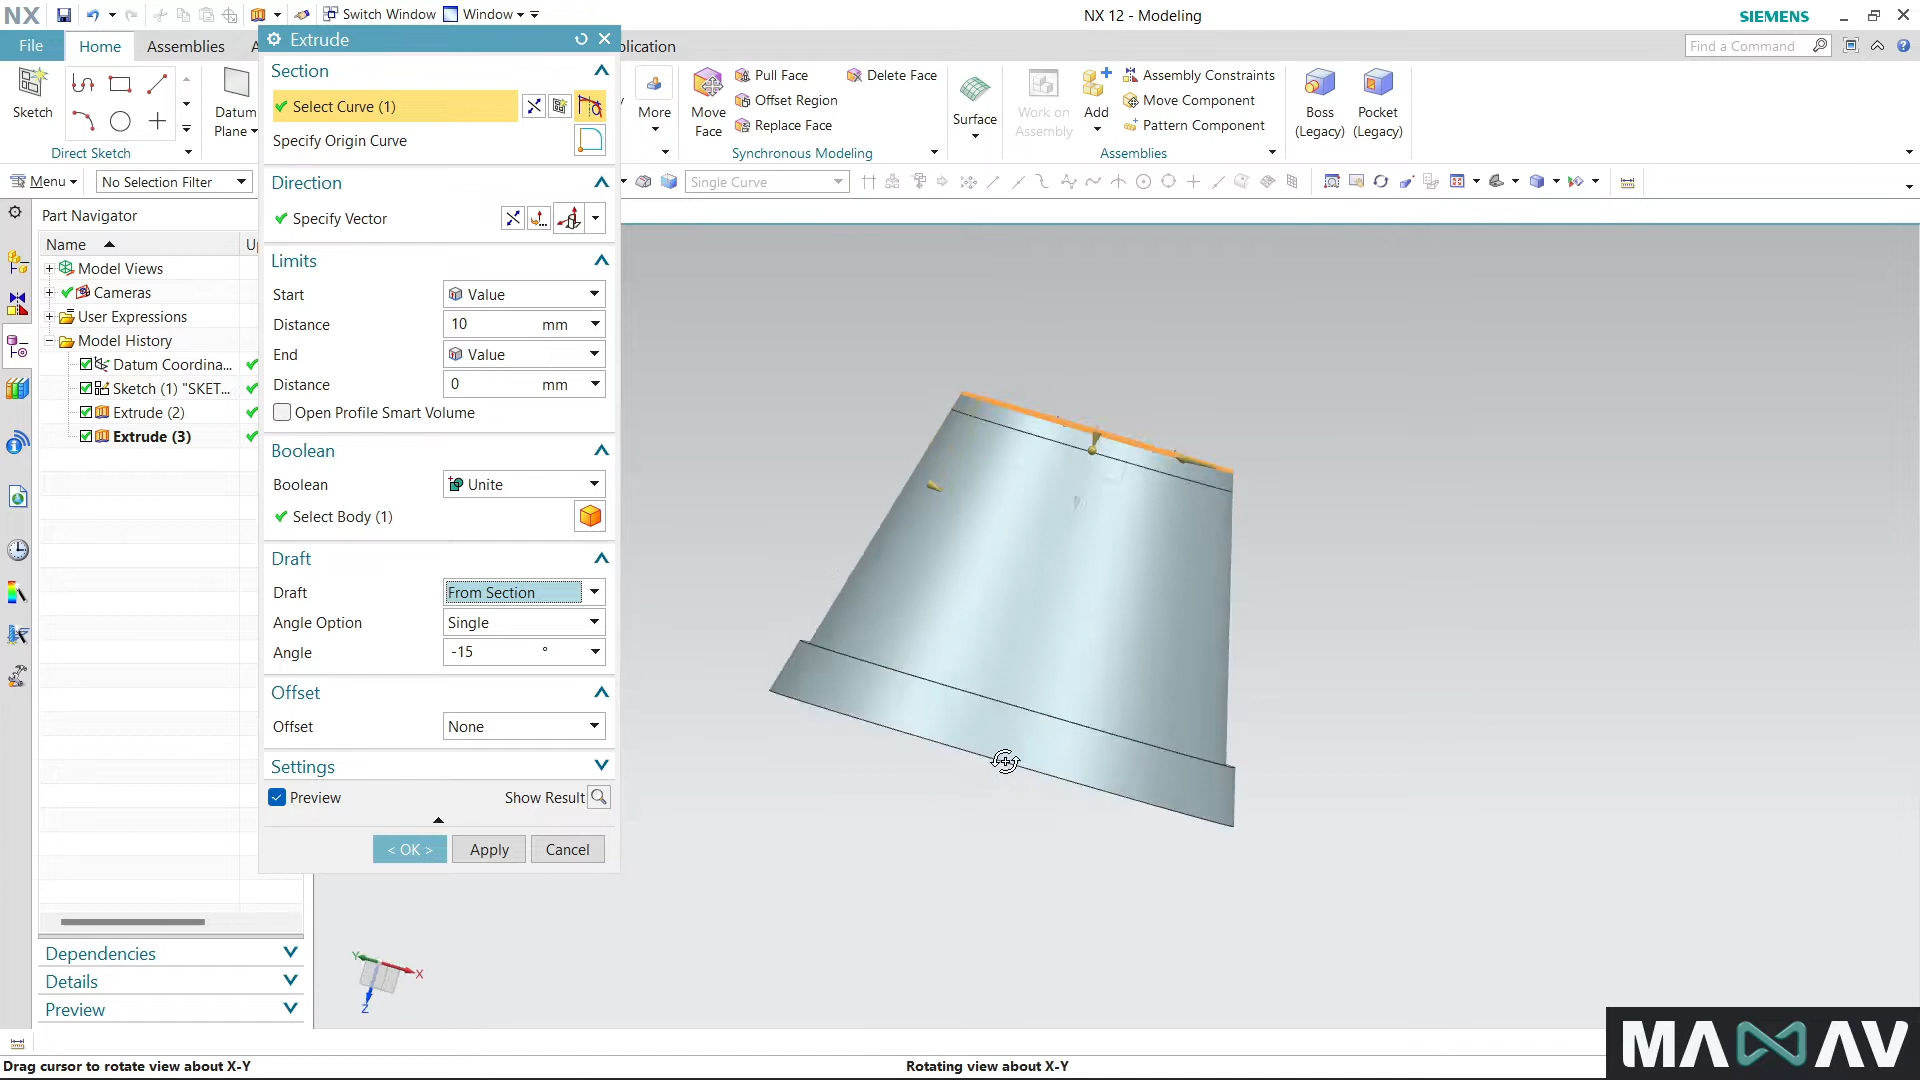 NX
Switch Window
Window
NX 12 - Modeling
SIEMENS
File
Home
Assemblies
plication
Find a Command
Sketch
Datum
Plane
Direct Sketch
More
Move
Face
Pull Face
Offset Region
Replace Face
Delete Face
Synchronous Modeling
Surface
Work on
Assembly
Add
Assembly Constraints
Move Component
Pattern Component
Assemblies
Boss
(Legacy)
Pocket
(Legacy)
Menu
No Selection Filter
Single Curve
Part Navigator
Name
Up
Model Views
Cameras
User Expressions
Model History
Datum Coordina...
Sketch (1) "SKET...
Extrude (2)
Extrude (3)
Dependencies
Details
Preview
Extrude
Section
Select Curve (1)
Specify Origin Curve
Direction
Specify Vector
Limits
Start
Value
Distance
10 mm
End
Value
Distance
0 mm
Open Profile Smart Volume
Boolean
Boolean
Unite
Select Body (1)
Draft
Draft
From Section
Angle Option
Single
Angle
-15 °
Offset
Offset
None
Settings
Preview
Show Result
< OK >
Apply
Cancel
Y
X
Z
Drag cursor to rotate view about X-Y
Rotating view about X-Y